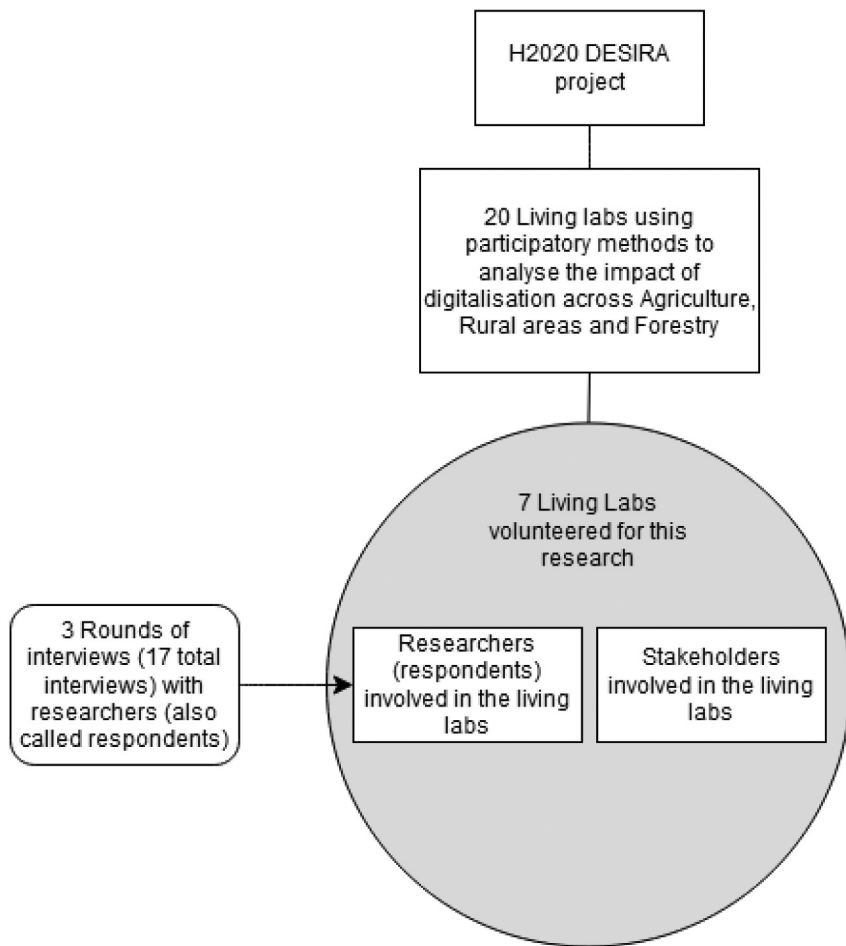 H2020 DESIRA
project
20 Living labs using
participatory methods to
analyse the impact of
digitalisation across Agriculture,
Rural areas and Forestry
7 Living Labs
volunteered for this
research
3 Rounds of
interviews (17 total
interviews) with
researchers (also
called respondents)
Researchers
(respondents)
involved in the living
labs
Stakeholders
involved in the living
labs